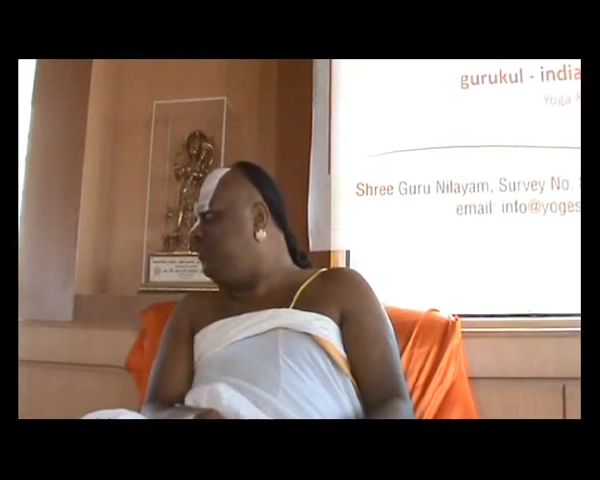 gurukul - india
Yoga
Shree Guru Nilayam, Survey No.
email info@yoges